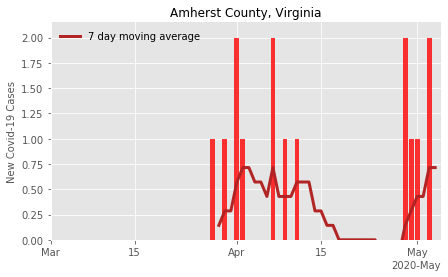 Amherst County, Virginia
7 day moving average
New Covid-19 Cases
2.00
1.75
1.50
1.25
1.00
0.75
0.50
0.25
0.00
Mar
15
Apr
15
May
2020-May